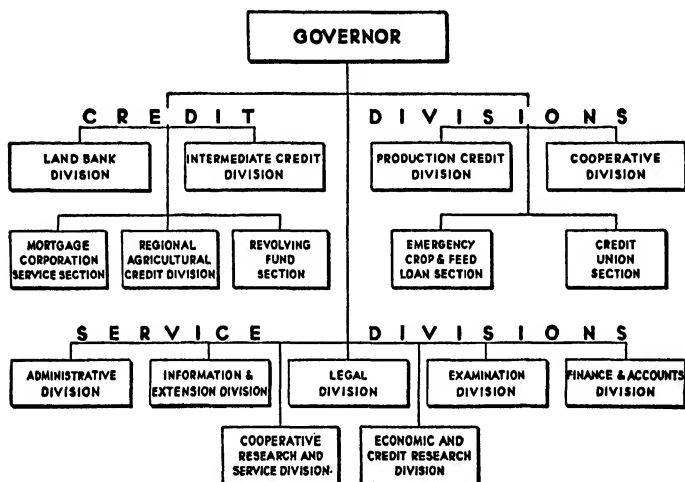 GOVERNOR
CREDIT DIVISIONS
LAND BANK
DIVISION
INTERMEDIATE CREDIT
DIVISION
PRODUCTION CREDIT
DIVISION
COOPERATIVE
DIVISION
MORTGAGE
CORPORATION
SERVICE SECTION
REGIONAL
AGRICULTURAL
CREDIT DIVISION
REVOLVING
FUND
SECTION
EMERGENCY
CROP & FEED
LOAN SECTION
CREDIT
UNION
SECTION
SERVICE DIVISIONS
ADMINISTRATIVE
DIVISION
INFORMATION &
EXTENSION DIVISION
LEGAL
DIVISION
EXAMINATION
DIVISION
FINANCE & ACCOUNTS
DIVISION
COOPERATIVE
RESEARCH AND
SERVICE DIVISION
ECONOMIC AND
CREDIT RESEARCH
DIVISION